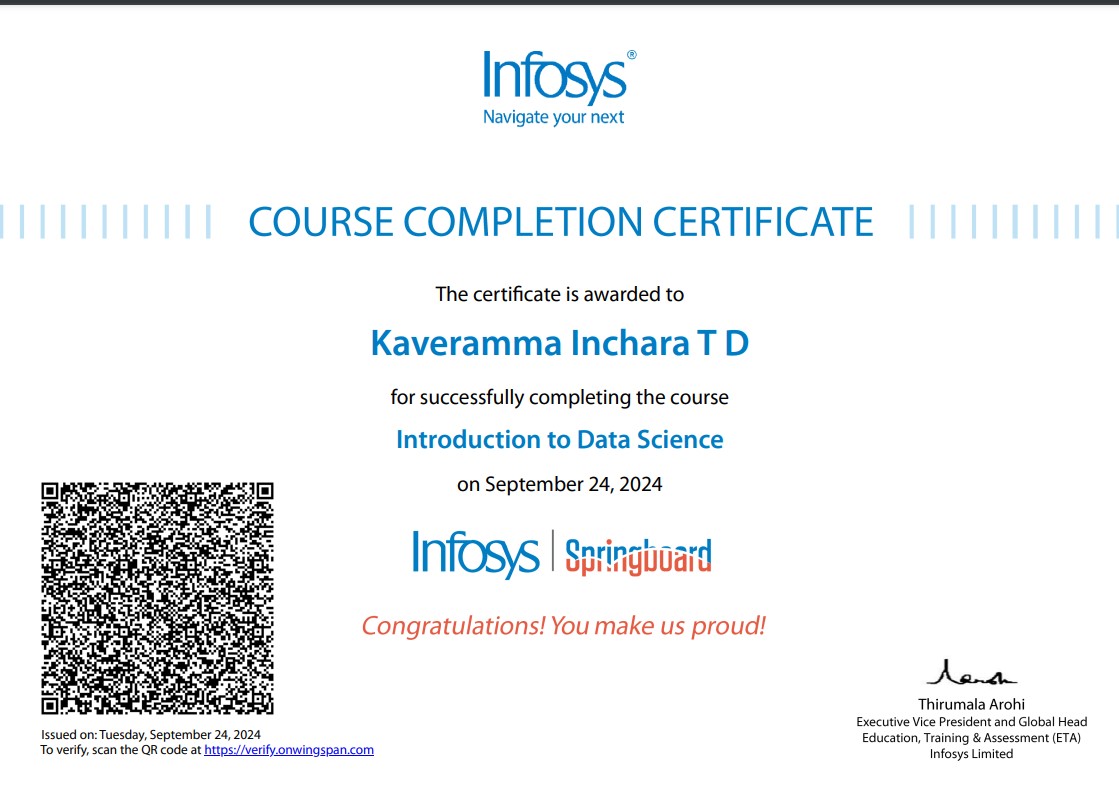 Infosys®
Navigate your next
COURSE COMPLETION CERTIFICATE
The certificate is awarded to
Kaveramma Inchara T D
for successfully completing the course
Introduction to Data Science
on September 24, 2024
Infosys | Springboard
Congratulations! You make us proud!
Issued on: Tuesday, September 24, 2024
To verify, scan the QR code at https://verify.onwingspan.com
Thirumala Arohi
Executive Vice President and Global Head
Education, Training & Assessment (ETA)
Infosys Limited